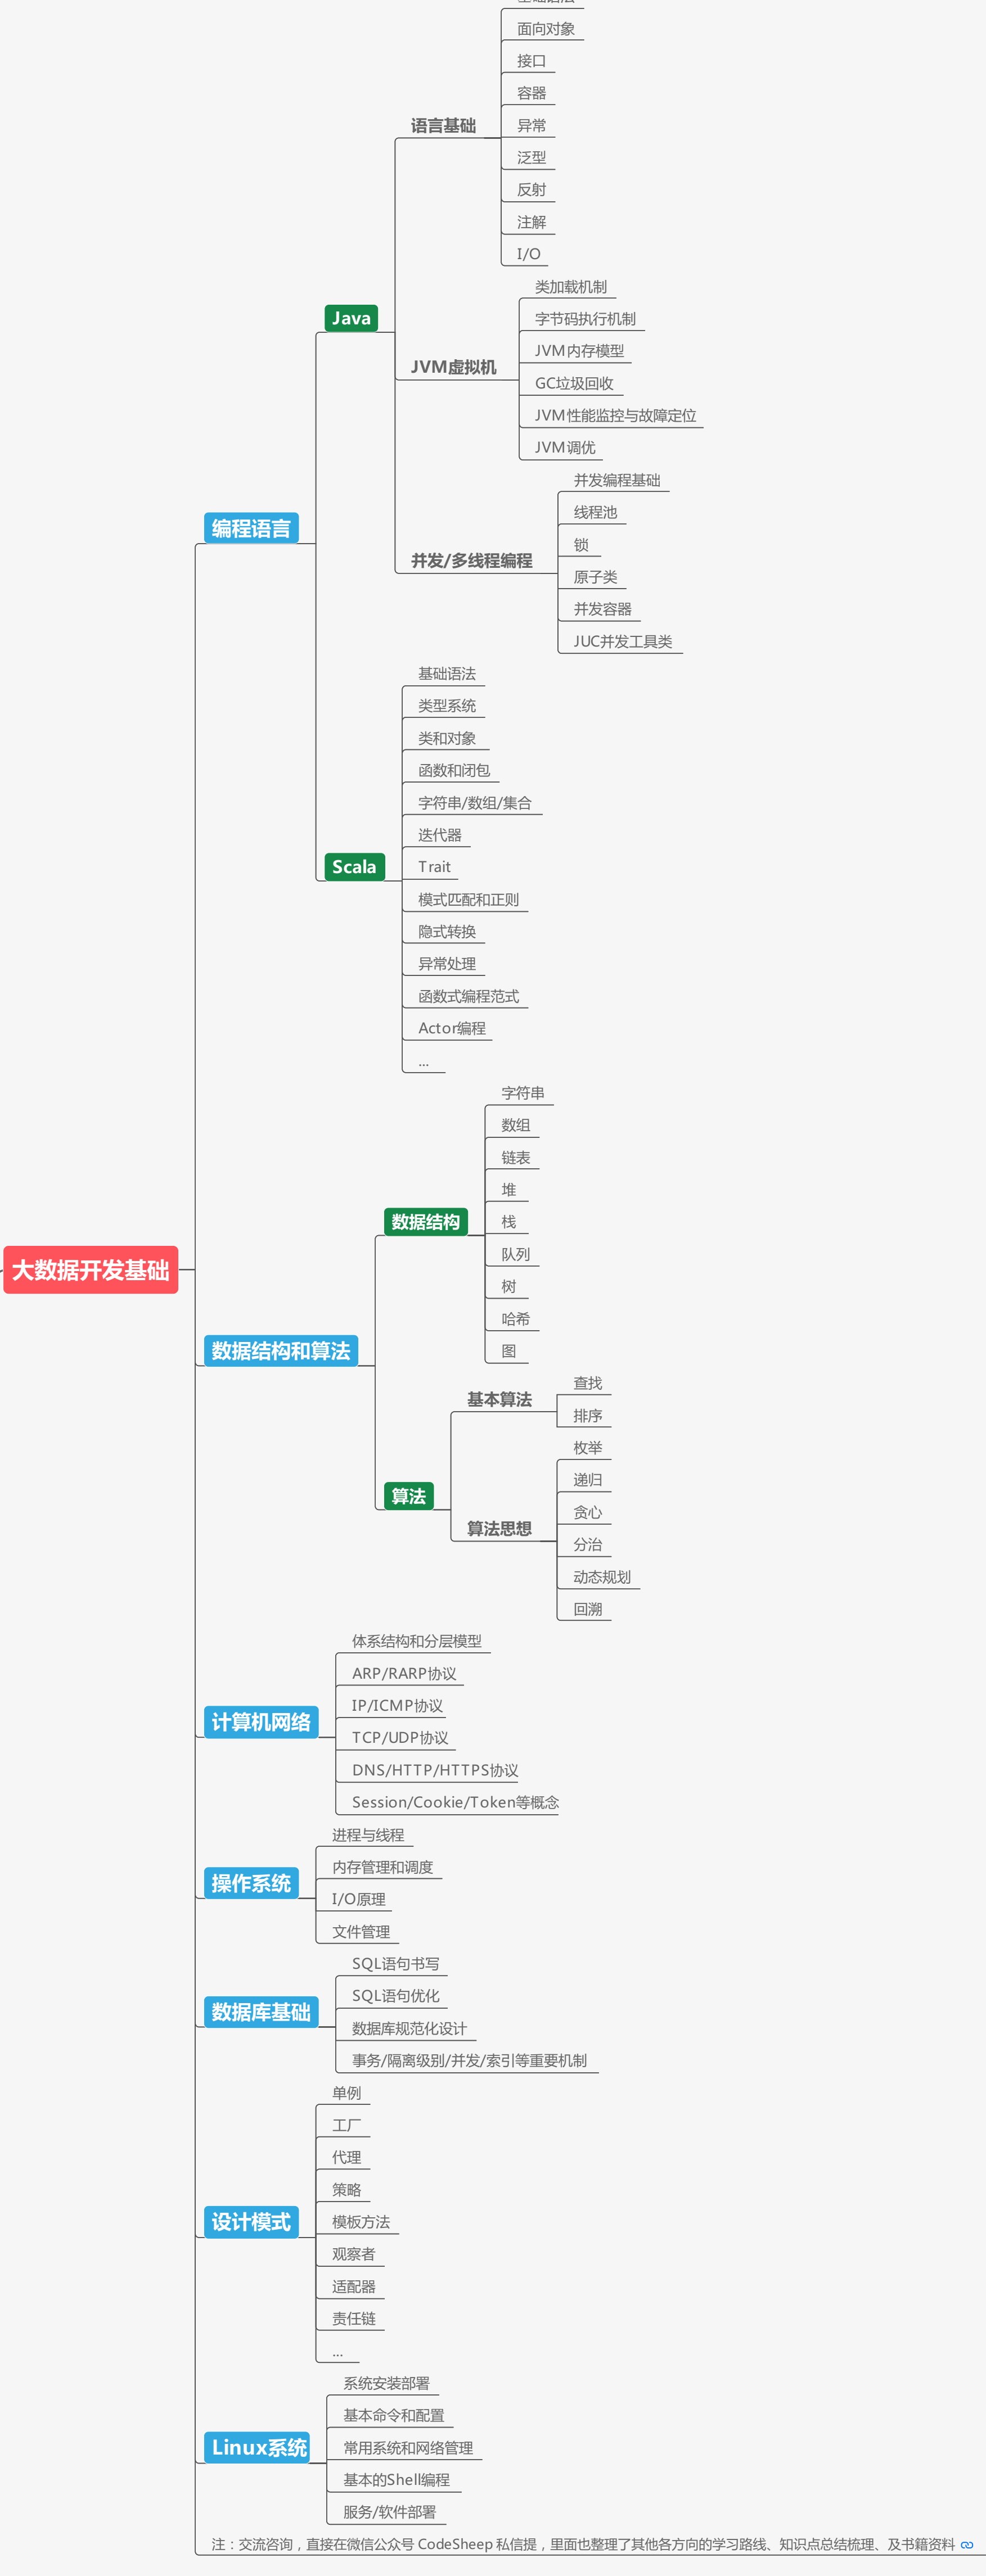 基础语法
面向对象
接口
容器
语言基础
异常
泛型
反射
注解
I/O
类加载机制
Java
字节码执行机制
JVM内存模型
JVM虚拟机
GC垃圾回收
JVM性能监控与故障定位
JVM调优
并发编程基础
线程池
编程语言
锁
并发/多线程编程
原子类
并发容器
JUC并发工具类
基础语法
类型系统
类和对象
函数和闭包
字符串/数组/集合
迭代器
Scala
Trait
模式匹配和正则
隐式转换
异常处理
函数式编程范式
Actor编程
...
字符串
数组
链表
堆
数据结构
栈
队列
大数据开发基础
树
哈希
数据结构和算法
图
查找
基本算法
排序
枚举
递归
算法
贪心
算法思想
分治
动态规划
回溯
体系结构和分层模型
ARP/RARP协议
IP/ICMP协议
计算机网络
TCP/UDP协议
DNS/HTTP/HTTPS协议
Session/Cookie/Token等概念
进程与线程
内存管理和调度
操作系统
I/O原理
文件管理
SQL语句书写
SQL语句优化
数据库基础
数据库规范化设计
事务/隔离级别/并发/索引等重要机制
单例
工厂
代理
策略
设计模式
模板方法
观察者
适配器
责任链
...
系统安装部署
基本命令和配置
Linux系统
常用系统和网络管理
基本的Shell编程
服务/软件部署
注：交流咨询，直接在微信公众号 CodeSheep 私信提，里面也整理了其他各方向的学习路线、知识点总结梳理、及书籍资料